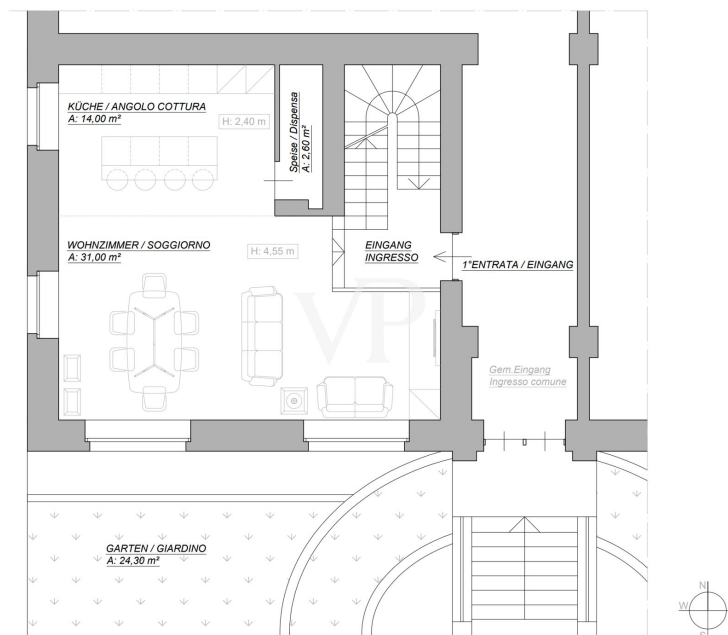 KÜCHE / ANGOLO COTTURA
A: 14,00 m²
H: 2,40 m
Speise / Dispensa
A: 2,60 m²
WOHNZIMMER / SOGGIORNO
A: 31,00 m²
H: 4,55 m
EINGANG
INGRESSO
1°ENTRATA / EINGANG
VP
Gem.Eingang
Ingresso comune
GARTEN / GIARDINO
A: 24,30 m²
N
W
S